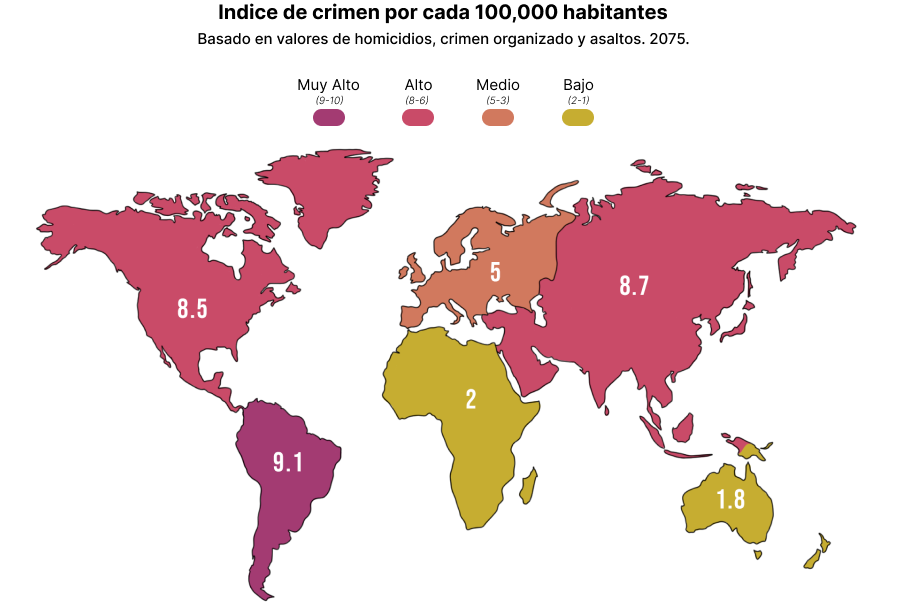 Indice de crimen por cada 100,000 habitantes
Basado en valores de homicidios, crimen organizado y asaltos. 2075.
Muy Alto Alto Medio Bajo
(9-10) (8-6) (5-3) (2-1)
5
8.7
8.5
2
9.1
1.8